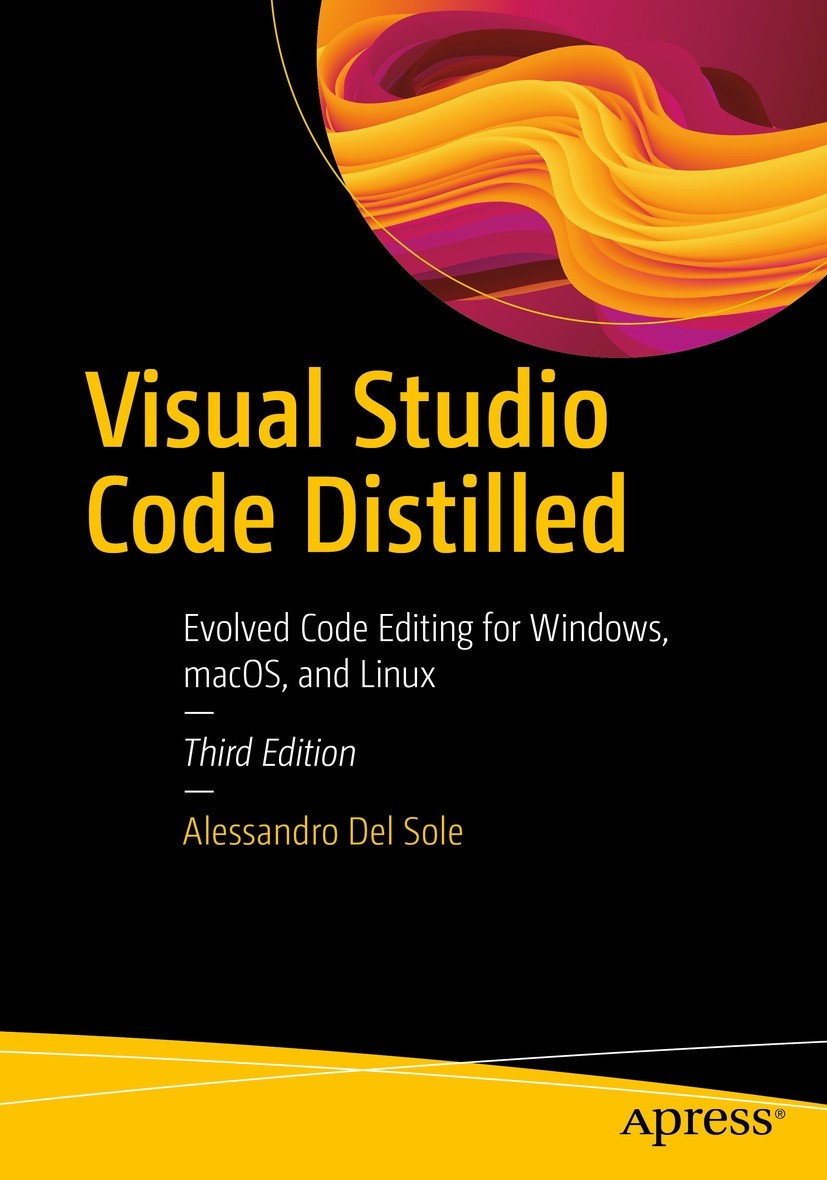 Visual Studio
Code Distilled
Evolved Code Editing for Windows,
macOS, and Linux
—
Third Edition
—
Alessandro Del Sole
Apress®